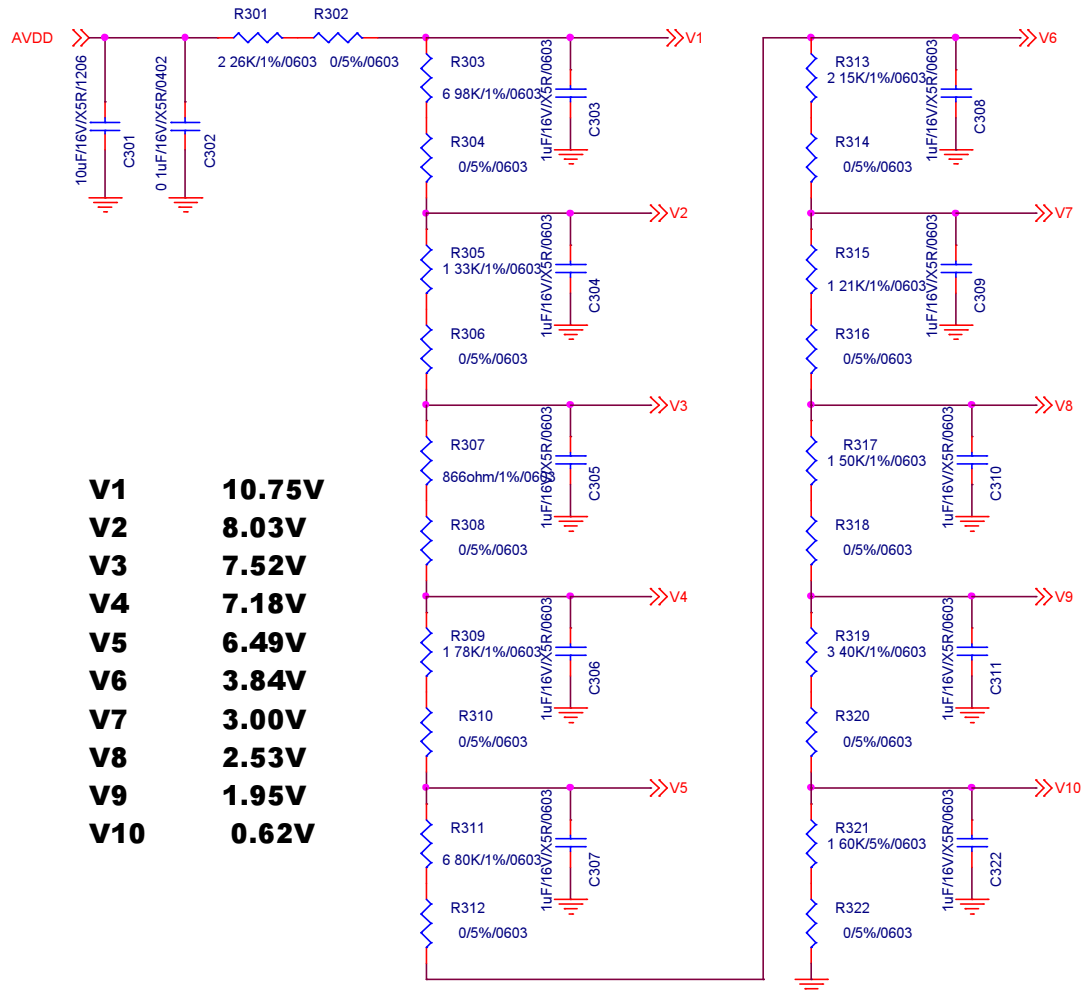 AVDD
R301
R302
2 26K/1%/0603
0/5%/0603
10uF/16V/X5R/1206
C301
0 1uF/16V/X5R/0402
C302
V1
R303
6 98K/1%/0603
1uF/16V/X5R/0603
C303
R304
0/5%/0603
V2
R305
1 33K/1%/0603
1uF/16V/X5R/0603
C304
R306
0/5%/0603
V3
R307
866ohm/1%/0603
1uF/16V/X5R/0603
C305
R308
0/5%/0603
V4
R309
1 78K/1%/0603
1uF/16V/X5R/0603
C306
R310
0/5%/0603
V5
R311
6 80K/1%/0603
1uF/16V/X5R/0603
C307
R312
0/5%/0603
V6
R313
2 15K/1%/0603
1uF/16V/X5R/0603
C308
R314
0/5%/0603
V7
R315
1 21K/1%/0603
1uF/16V/X5R/0603
C309
R316
0/5%/0603
V8
R317
1 50K/1%/0603
1uF/16V/X5R/0603
C310
R318
0/5%/0603
V9
R319
3 40K/1%/0603
1uF/16V/X5R/0603
C311
R320
0/5%/0603
V10
R321
1 60K/5%/0603
1uF/16V/X5R/0603
C322
R322
0/5%/0603
V1 10.75V
V2 8.03V
V3 7.52V
V4 7.18V
V5 6.49V
V6 3.84V
V7 3.00V
V8 2.53V
V9 1.95V
V10 0.62V